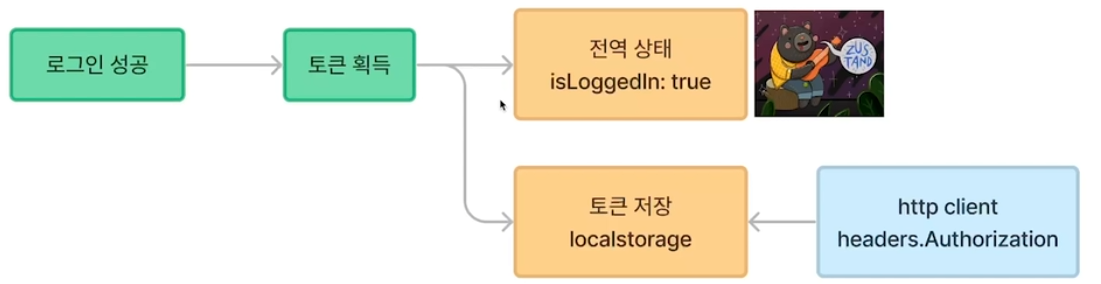 로그인 성공
토큰 획득
전역 상태
isLoggedIn: true
ZUS
TAND
토큰 저장
localstorage
http client
headers.Authorization